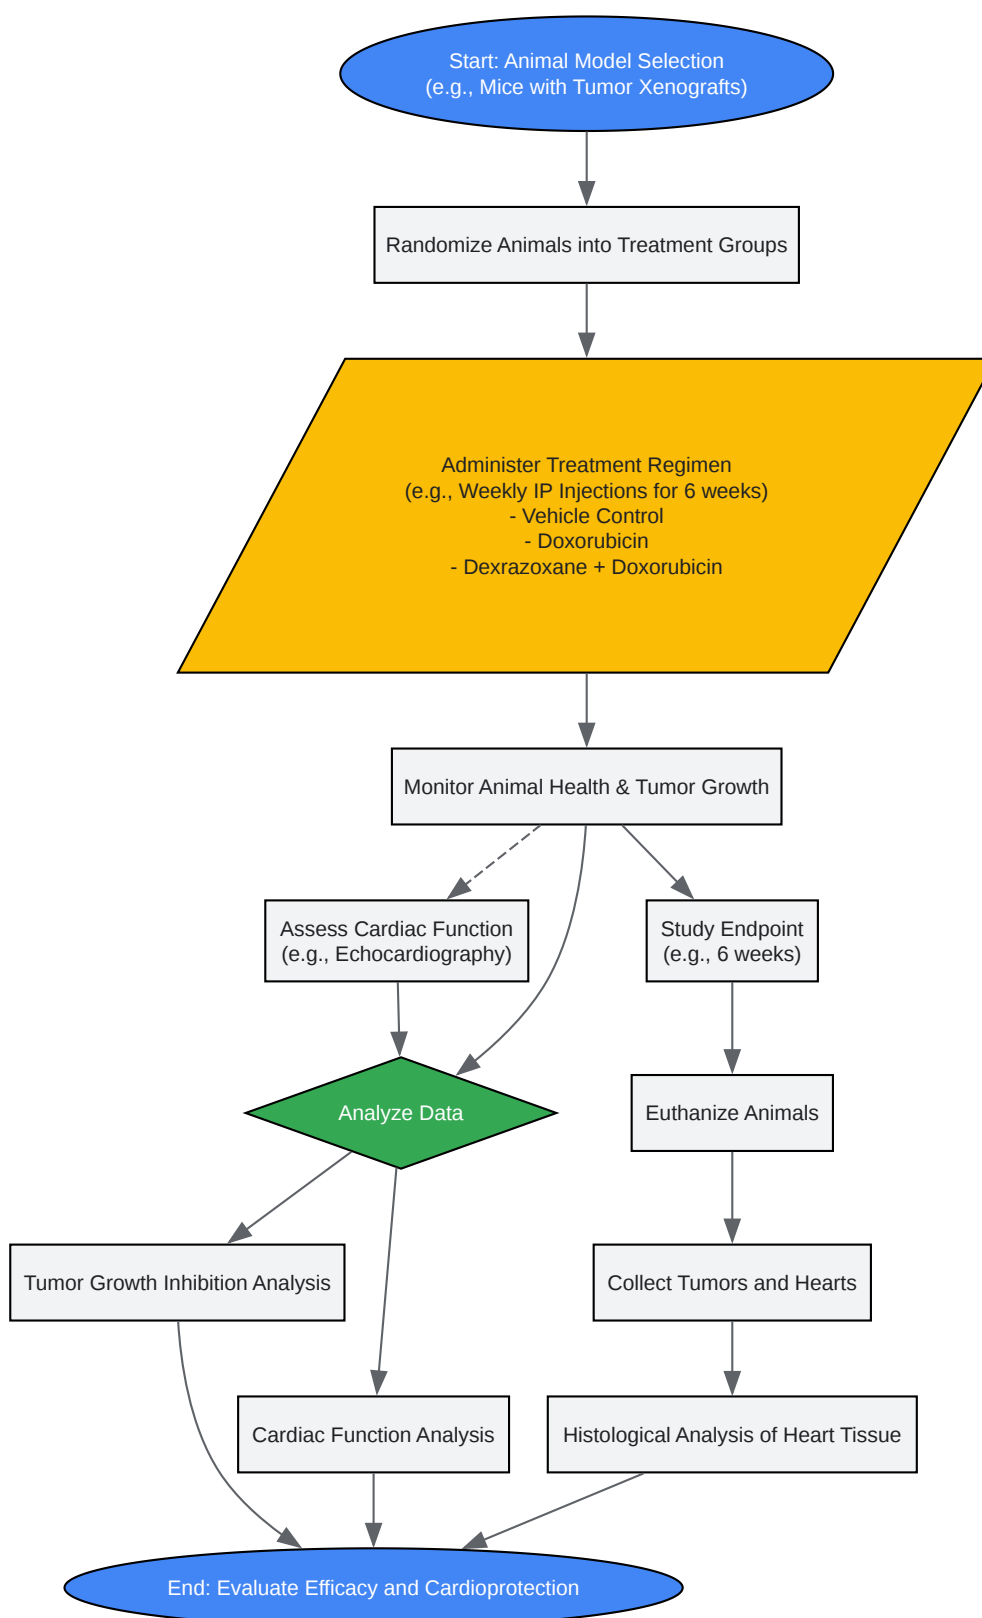 Start: Animal Model Selection
(e.g., Mice with Tumor Xenografts)
Randomize Animals into Treatment Groups
Administer Treatment Regimen
(e.g., Weekly IP Injections for 6 weeks)
- Vehicle Control
- Doxorubicin
- Dexrazoxane + Doxorubicin
Monitor Animal Health & Tumor Growth
Assess Cardiac Function
(e.g., Echocardiography)
Study Endpoint
(e.g., 6 weeks)
Analyze Data
Euthanize Animals
Tumor Growth Inhibition Analysis
Collect Tumors and Hearts
Cardiac Function Analysis
Histological Analysis of Heart Tissue
End: Evaluate Efficacy and Cardioprotection